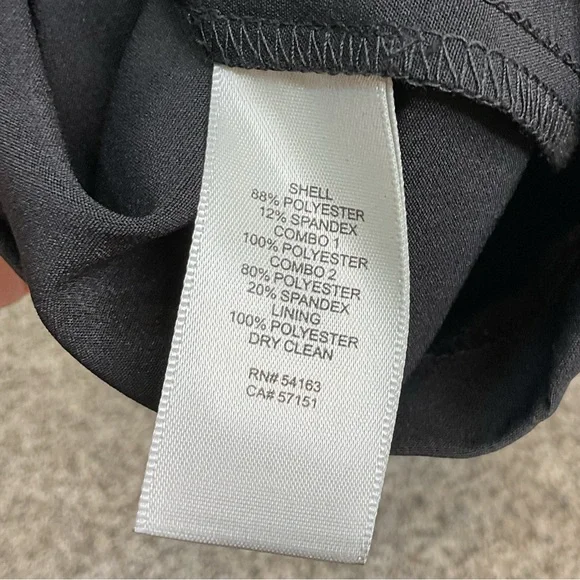 SHELL
88% POLYESTER
12% SPANDEX
COMBO 1
100% POLYESTER
COMBO 2
80% POLYESTER
20% SPANDEX
LINING
100% POLYESTER
DRY CLEAN
RN# 54163
CA# 57151